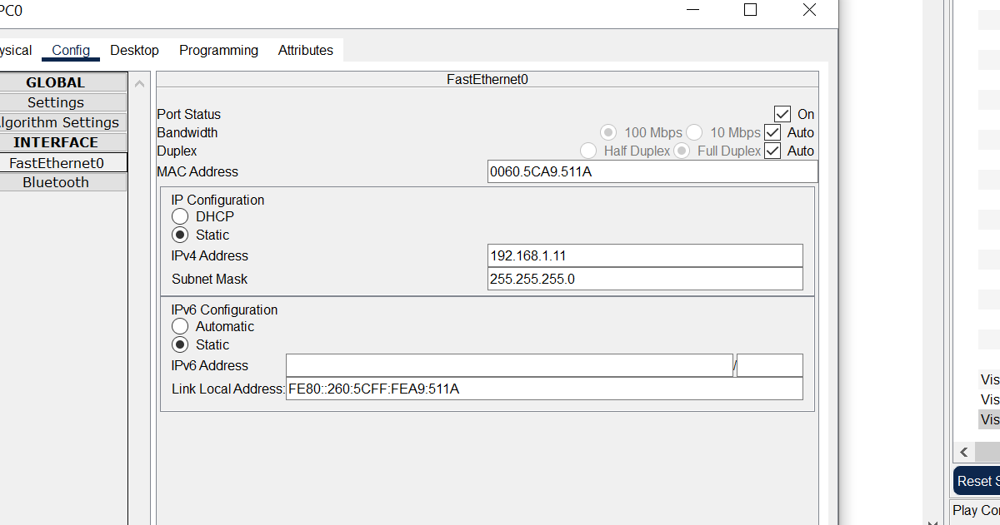 PC0
ysical Config Desktop Programming Attributes
GLOBAL
Settings
lgorithm Settings
INTERFACE
FastEthernet0
Bluetooth
FastEthernet0
Port Status On
Bandwidth 100 Mbps 10 Mbps Auto
Duplex Half Duplex Full Duplex Auto
MAC Address 0060.5CA9.511A
IP Configuration
DHCP
Static
IPv4 Address 192.168.1.11
Subnet Mask 255.255.255.0
IPv6 Configuration
Automatic
Static
IPv6 Address /
Link Local Address: FE80::260:5CFF:FEA9:511A
Vis
Vis
Vis
Reset S
Play Co